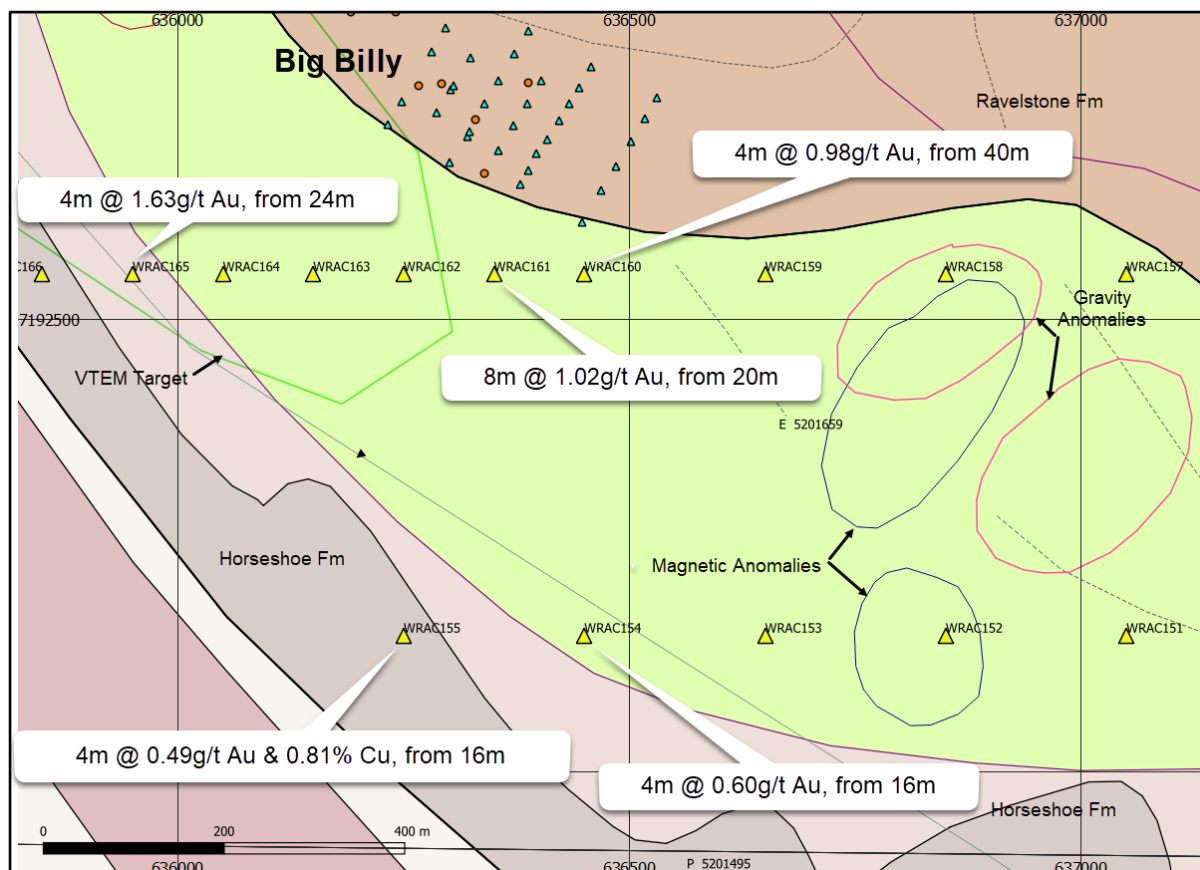 636000
636500
637000
Big Billy
Ravelstone Fm
4m @ 0.98g/t Au, from 40m
4m @ 1.63g/t Au, from 24m
C166
WRAC165
WRAC164
WRAC163
WRAC162
WRAC161
WRAC160
WRAC159
WRAC158
WRAC157
Gravity
Anomalies
7192500
VTEM Target
8m @ 1.02g/t Au, from 20m
E 5201659
Horseshoe Fm
Magnetic Anomalies
WRAC155
WRAC154
WRAC153
WRAC152
WRAC151
4m @ 0.49g/t Au & 0.81% Cu, from 16m
4m @ 0.60g/t Au, from 16m
Horseshoe Fm
0
200
400 m
P 5201495
636000
636500
637000